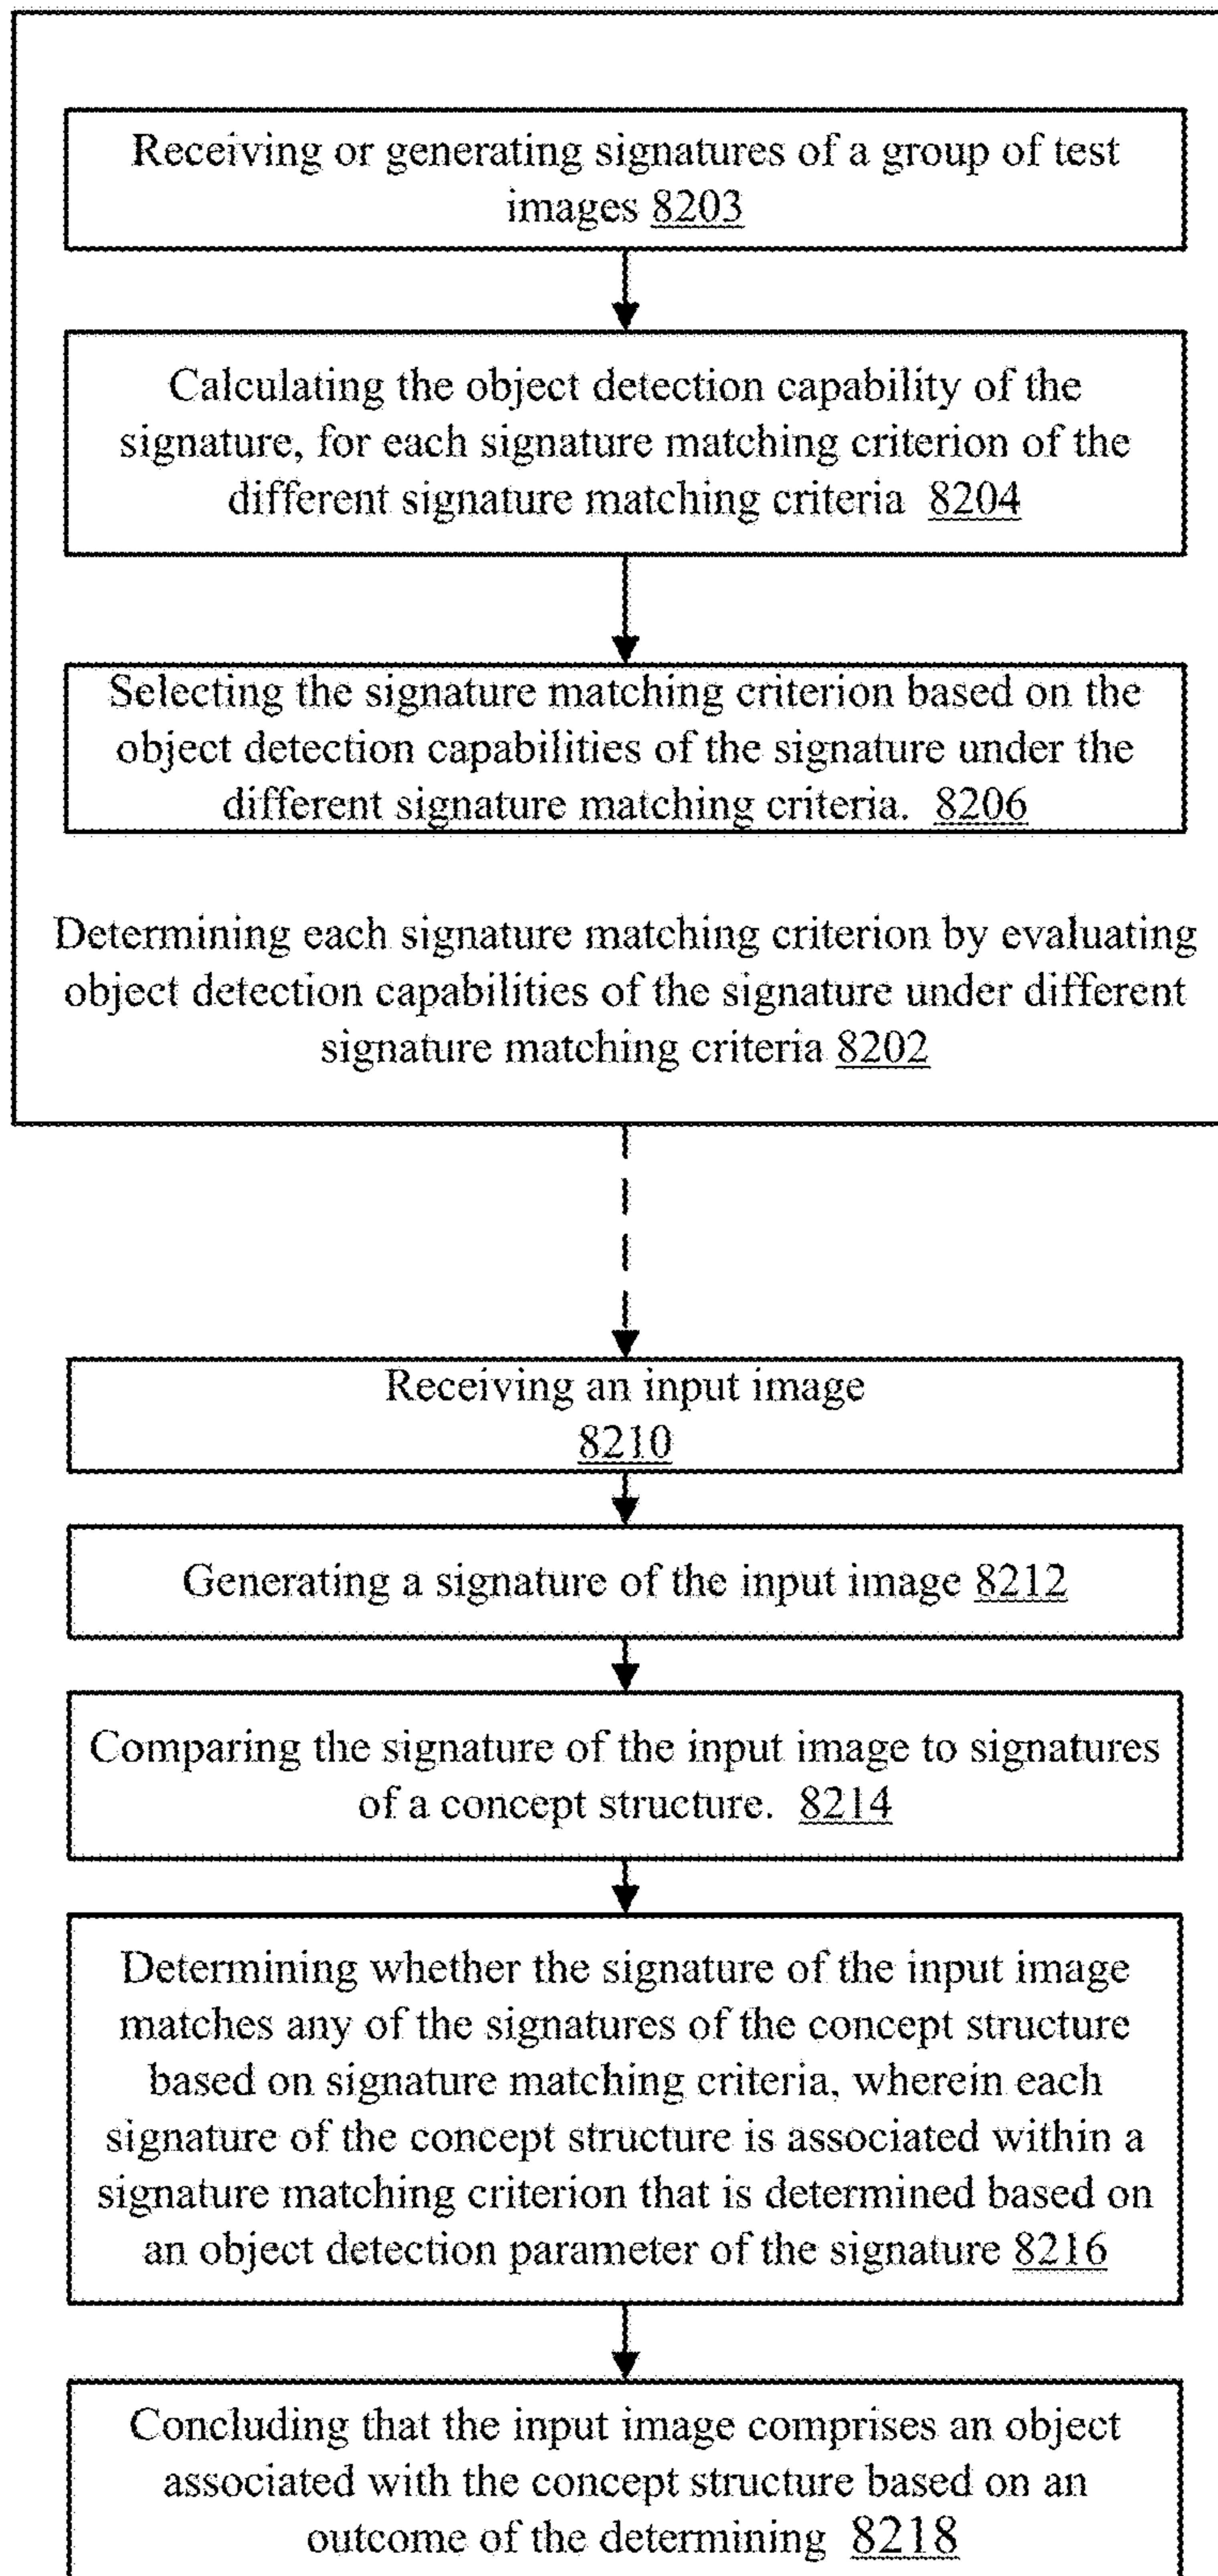 Receiving or generating signatures of a group of test
images 8203
Calculating the object detection capability of the
signature, for each signature matching criterion of the
different signature matching criteria 8204
Selecting the signature matching criterion based on the
object detection capabilities of the signature under the
different signature matching criteria. 8206
Determining each signature matching criterion by evaluating
object detection capabilities of the signature under different
signature matching criteria 8202
Receiving an input image
8210
Generating a signature of the input image 8212
Comparing the signature of the input image to signatures
of a concept structure. 8214
Determining whether the signature of the input image
matches any of the signatures of the concept structure
based on signature matching criteria, wherein each
signature of the concept structure is associated within a
signature matching criterion that is determined based on
an object detection parameter of the signature 8216
Concluding that the input image comprises an object
associated with the concept structure based on an
outcome of the determining 8218